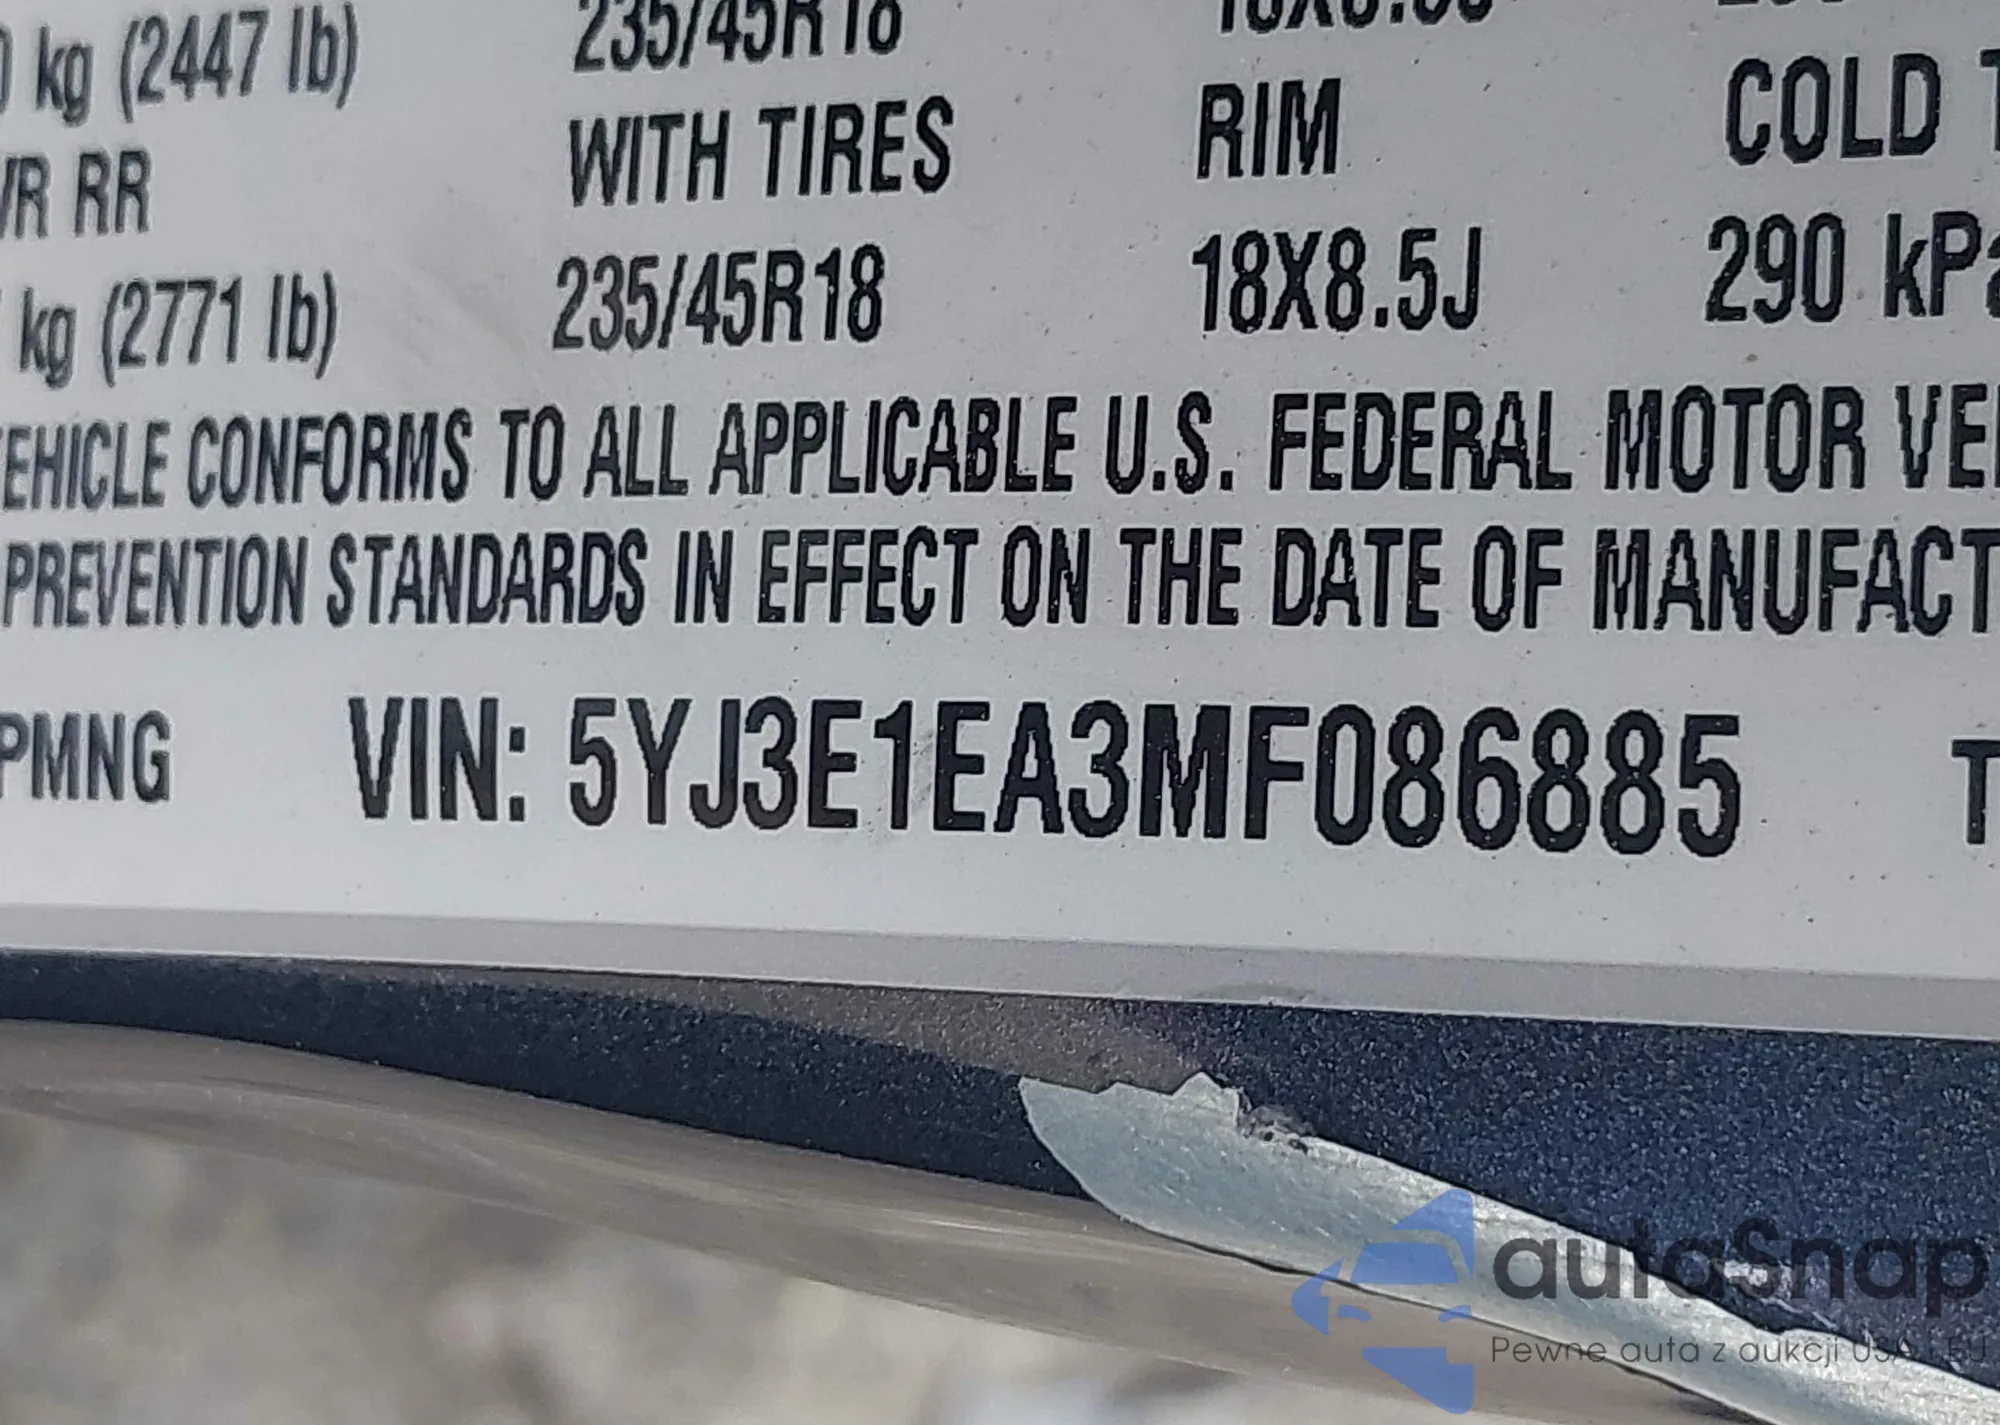 kg (2447 lb) 235/45R18
RR WITH TIRES RIM COLD
kg (2771 lb) 235/45R18 18X8.5J 290 kPa
VEHICLE CONFORMS TO ALL APPLICABLE U.S. FEDERAL MOTOR VE
PREVENTION STANDARDS IN EFFECT ON THE DATE OF MANUFACT
PMNG VIN: 5YJ3E1EA3MF086885 T
autaSnap
Pewne auta z aukcji USA i EU